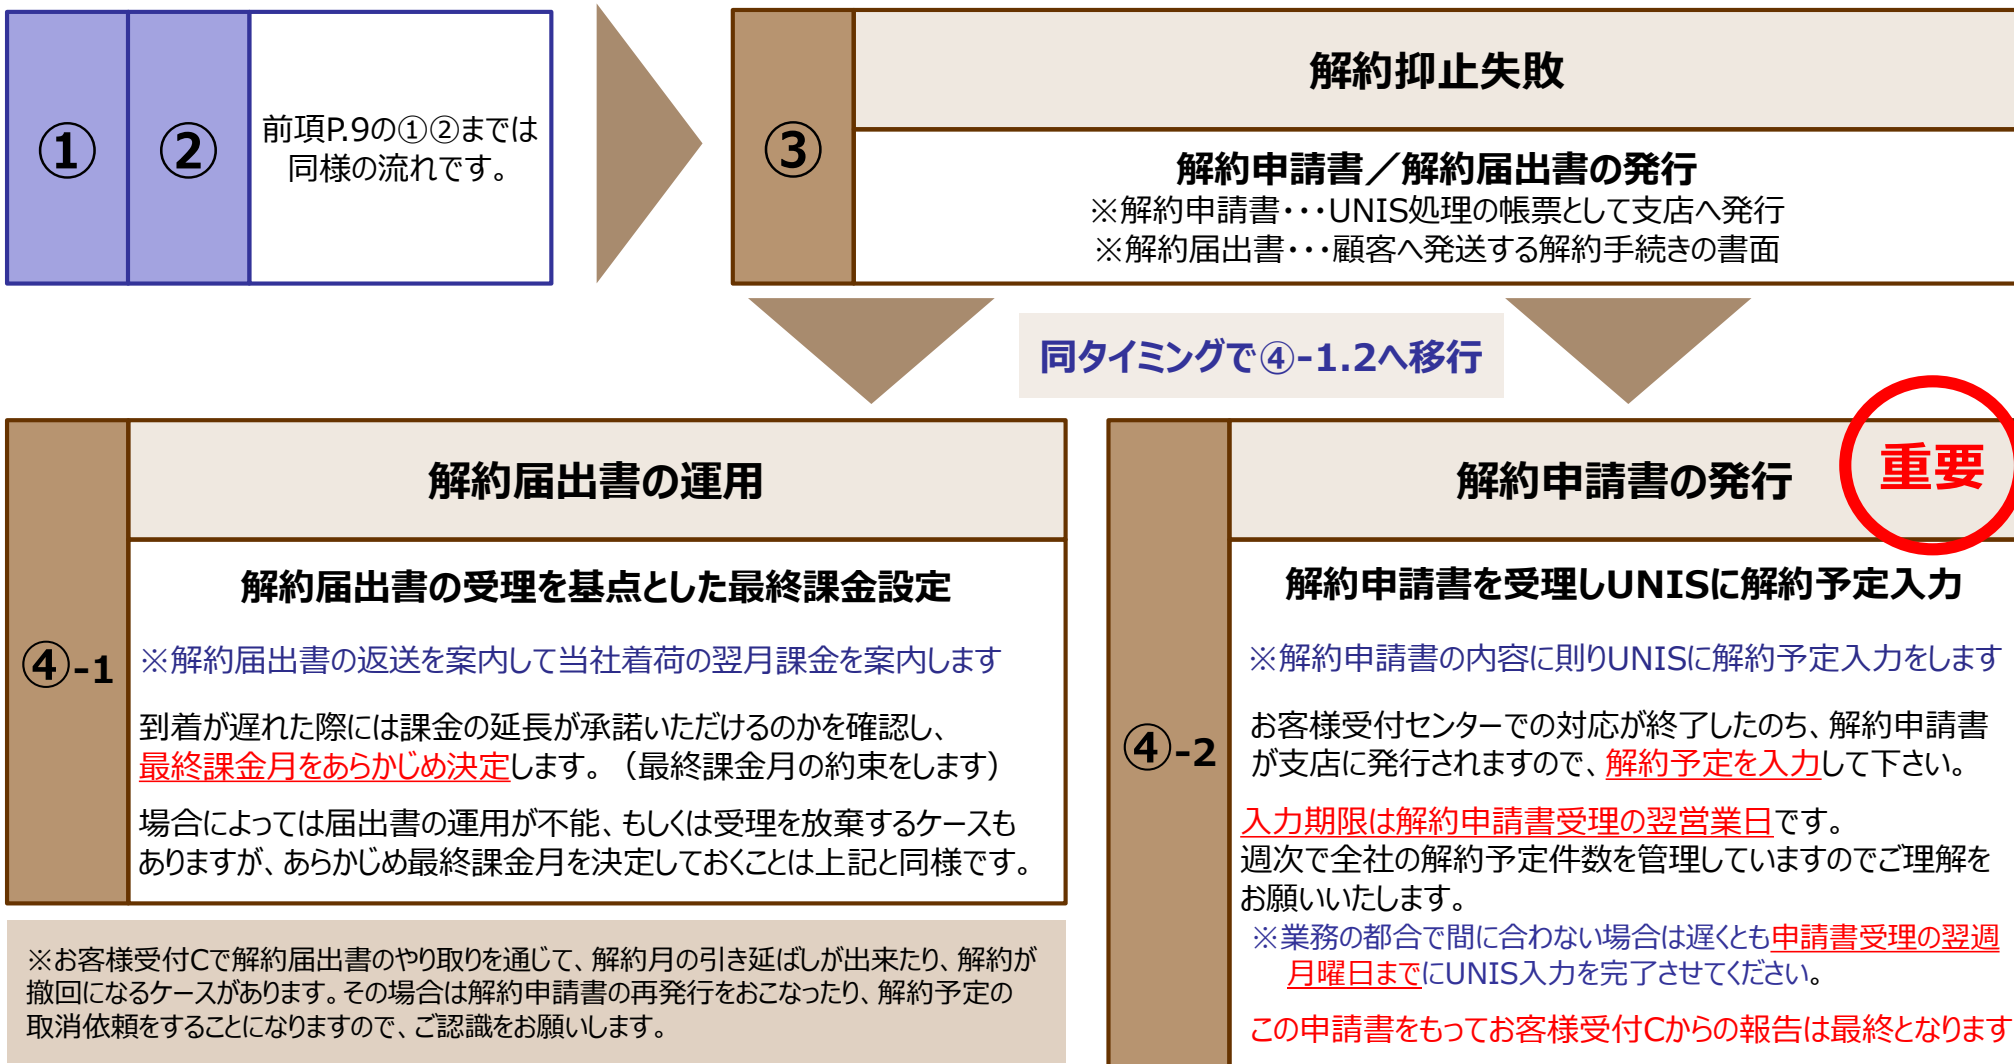 ①
②
前項P.9の①②までは
同様の流れです。
③
解約抑止失敗
解約申請書／解約届出書の発行
※解約申請書・・・UNIS処理の帳票として支店へ発行
※解約届出書・・・顧客へ発送する解約手続きの書面
同タイミングで④-1.2へ移行
④-1
解約届出書の運用
解約届出書の受理を基点とした最終課金設定
※解約届出書の返送を案内して当社着荷の翌月課金を案内します
到着が遅れた際には課金の延長が承諾いただけるのかを確認し、
最終課金月をあらかじめ決定します。（最終課金月の約束をします）
場合によっては届出書の運用が不能、もしくは受理を放棄するケースも
ありますが、あらかじめ最終課金月を決定しておくことは上記と同様です。
※お客様受付Cで解約届出書のやり取りを通じて、解約月の引き延ばしが出来たり、解約が
撤回になるケースがあります。その場合は解約申請書の再発行をおこなったり、解約予定の
取消依頼をすることになりますので、ご認識をお願いします。
④-2
解約申請書の発行
重要
解約申請書を受理しUNISに解約予定入力
※解約申請書の内容に則りUNISに解約予定入力をします
お客様受付センターでの対応が終了したのち、解約申請書
が支店に発行されますので、解約予定を入力して下さい。
入力期限は解約申請書受理の翌営業日です。
週次で全社の解約予定件数を管理していますのでご理解を
お願いいたします。
※業務の都合で間に合わない場合は遅くとも申請書受理の翌週
月曜日までにUNIS入力を完了させてください。
この申請書をもってお客様受付Cからの報告は最終となります